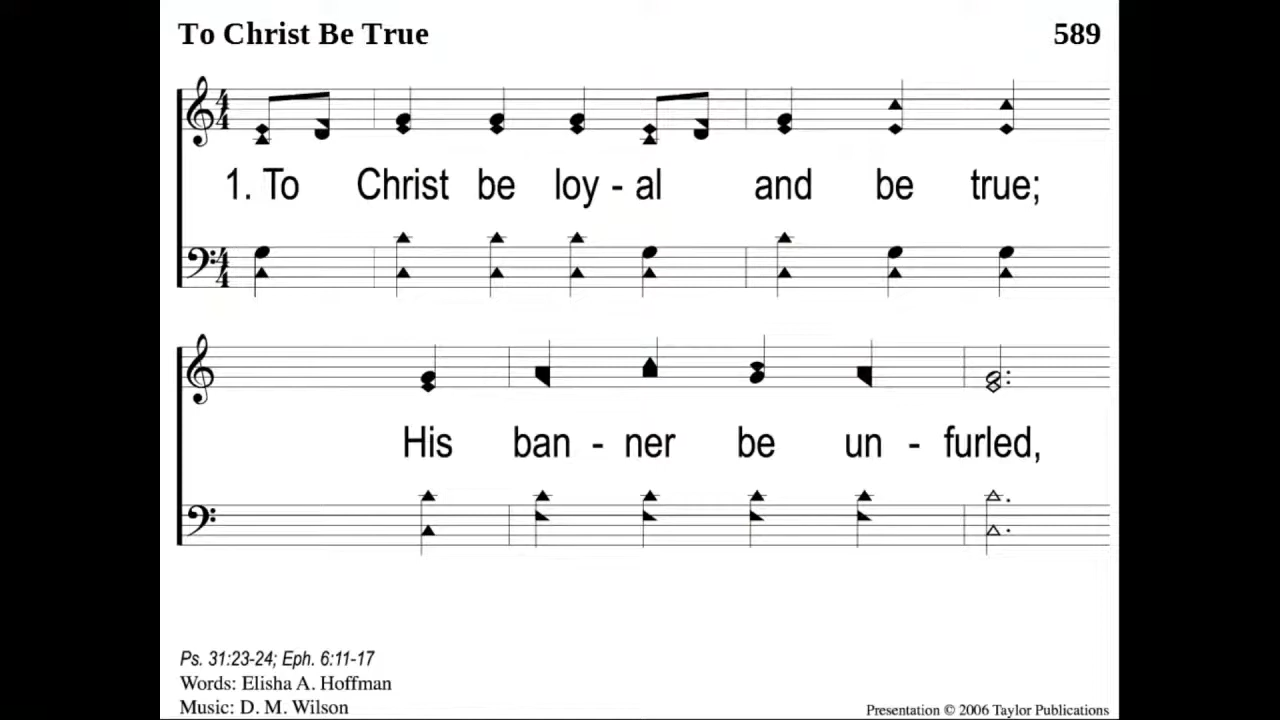 To Christ Be True 589
1. To Christ be loy - al and be true;
His ban - ner be un - furled,
Ps. 31:23-24; Eph. 6:11-17
Words: Elisha A. Hoffman
Music: D. M. Wilson
Presentation © 2006 Taylor Publications